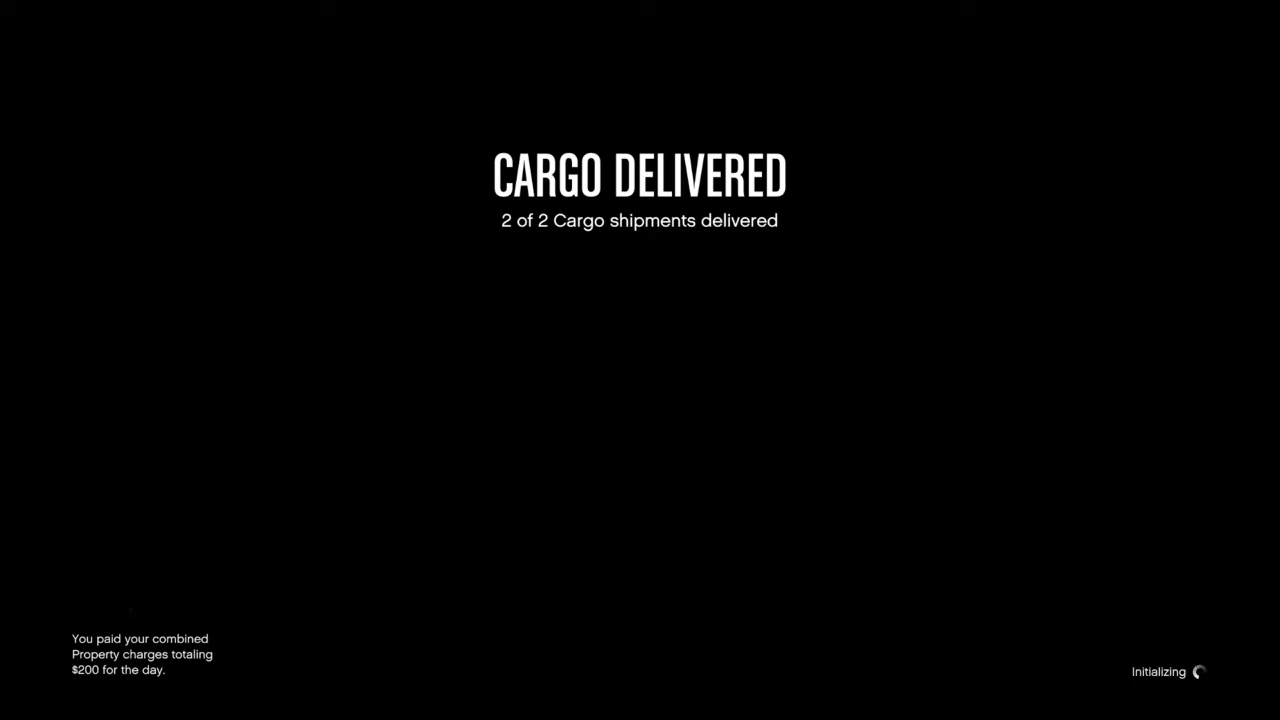 CARGO DELIVERED
2 of 2 Cargo shipments delivered
You paid your combined
Property charges totaling
$200 for the day.
Initializing